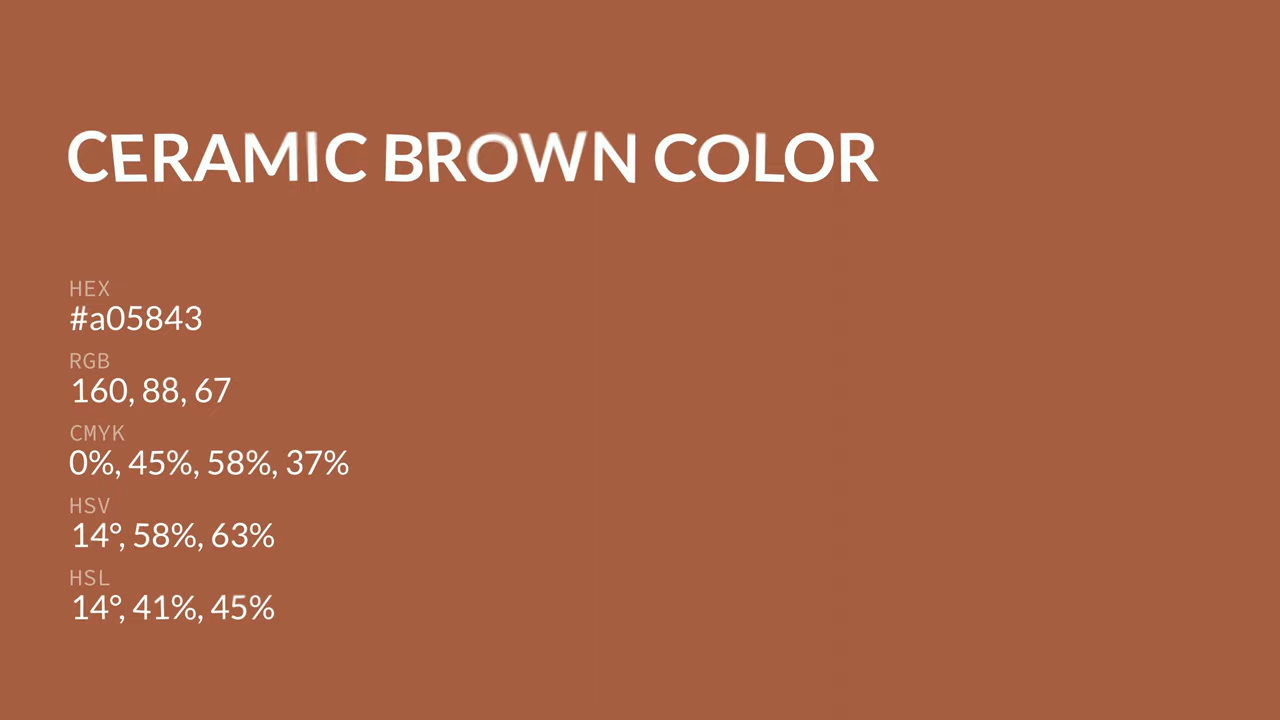 CERAMIC BROWN COLOR
HEX
#a05843
RGB
160, 88, 67
CMYK
0%, 45%, 58%, 37%
HSV
14°, 58%, 63%
HSL
14°, 41%, 45%